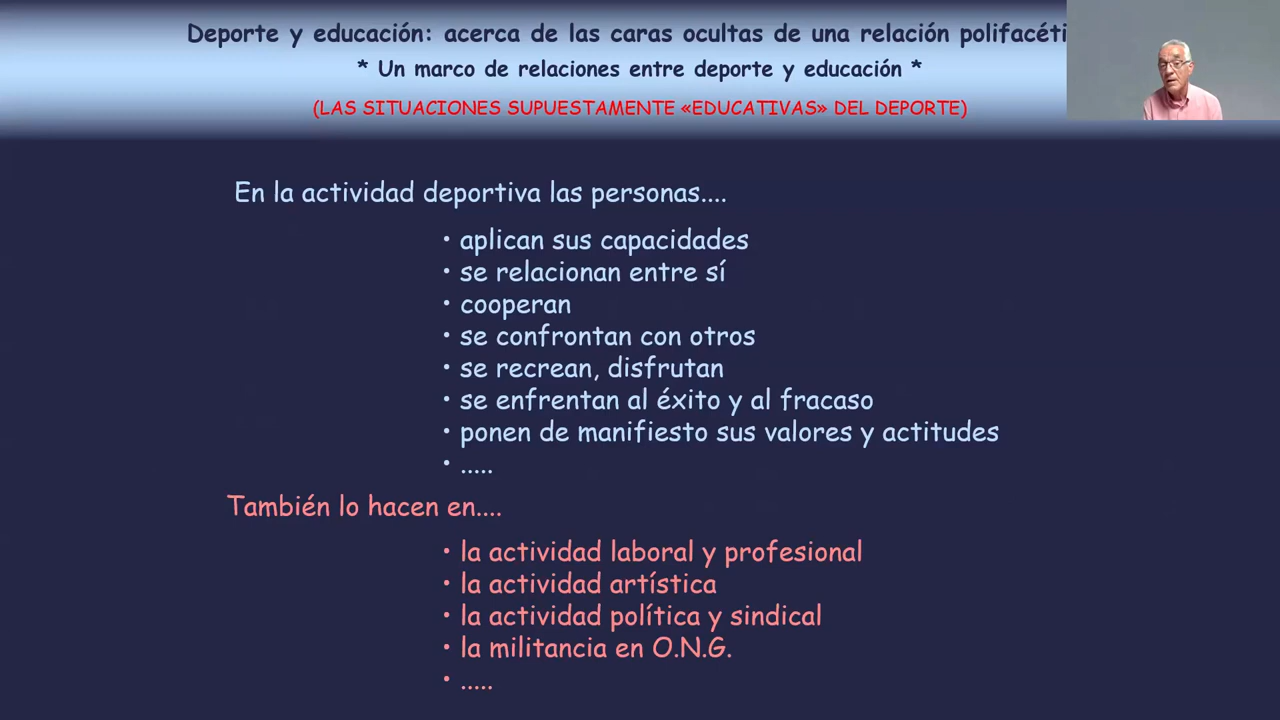 Deporte y educación: acerca de las caras ocultas de una relación polifacéti
* Un marco de relaciones entre deporte y educación *
(LAS SITUACIONES SUPUESTAMENTE «EDUCATIVAS» DEL DEPORTE)
En la actividad deportiva las personas....
• aplican sus capacidades
• se relacionan entre sí
• cooperan
• se confrontan con otros
• se recrean, disfrutan
• se enfrentan al éxito y al fracaso
• ponen de manifiesto sus valores y actitudes
• .....
También lo hacen en....
• la actividad laboral y profesional
• la actividad artística
• la actividad política y sindical
• la militancia en O.N.G.
• .....